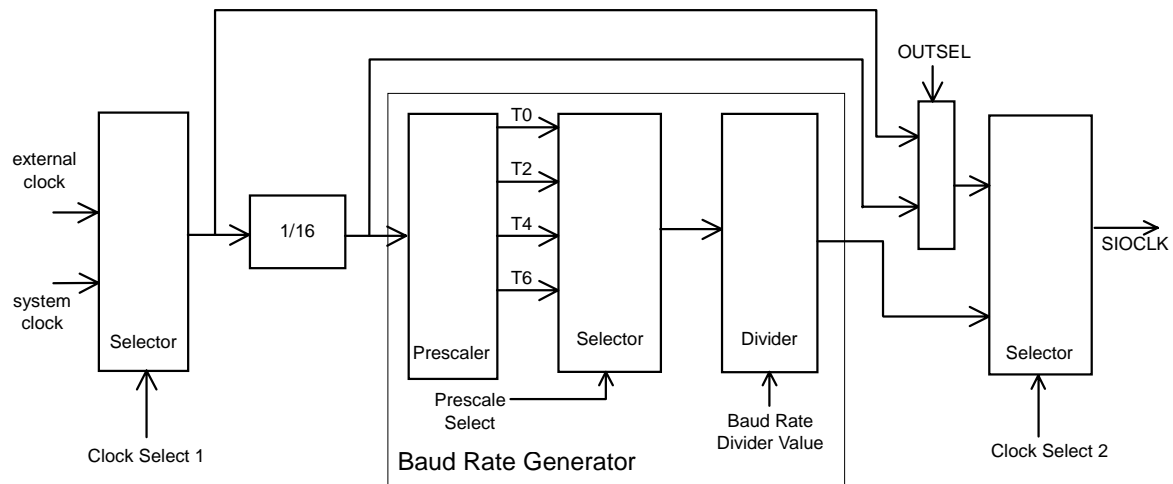 OUTSEL
T0
T2
T4
T6
external
clock
system
clock
1/16
SIOCLK
Selector
Prescaler
Selector
Divider
Selector
Prescale
Select
Baud Rate
Divider Value
Clock Select 1
Clock Select 2
Baud Rate Generator